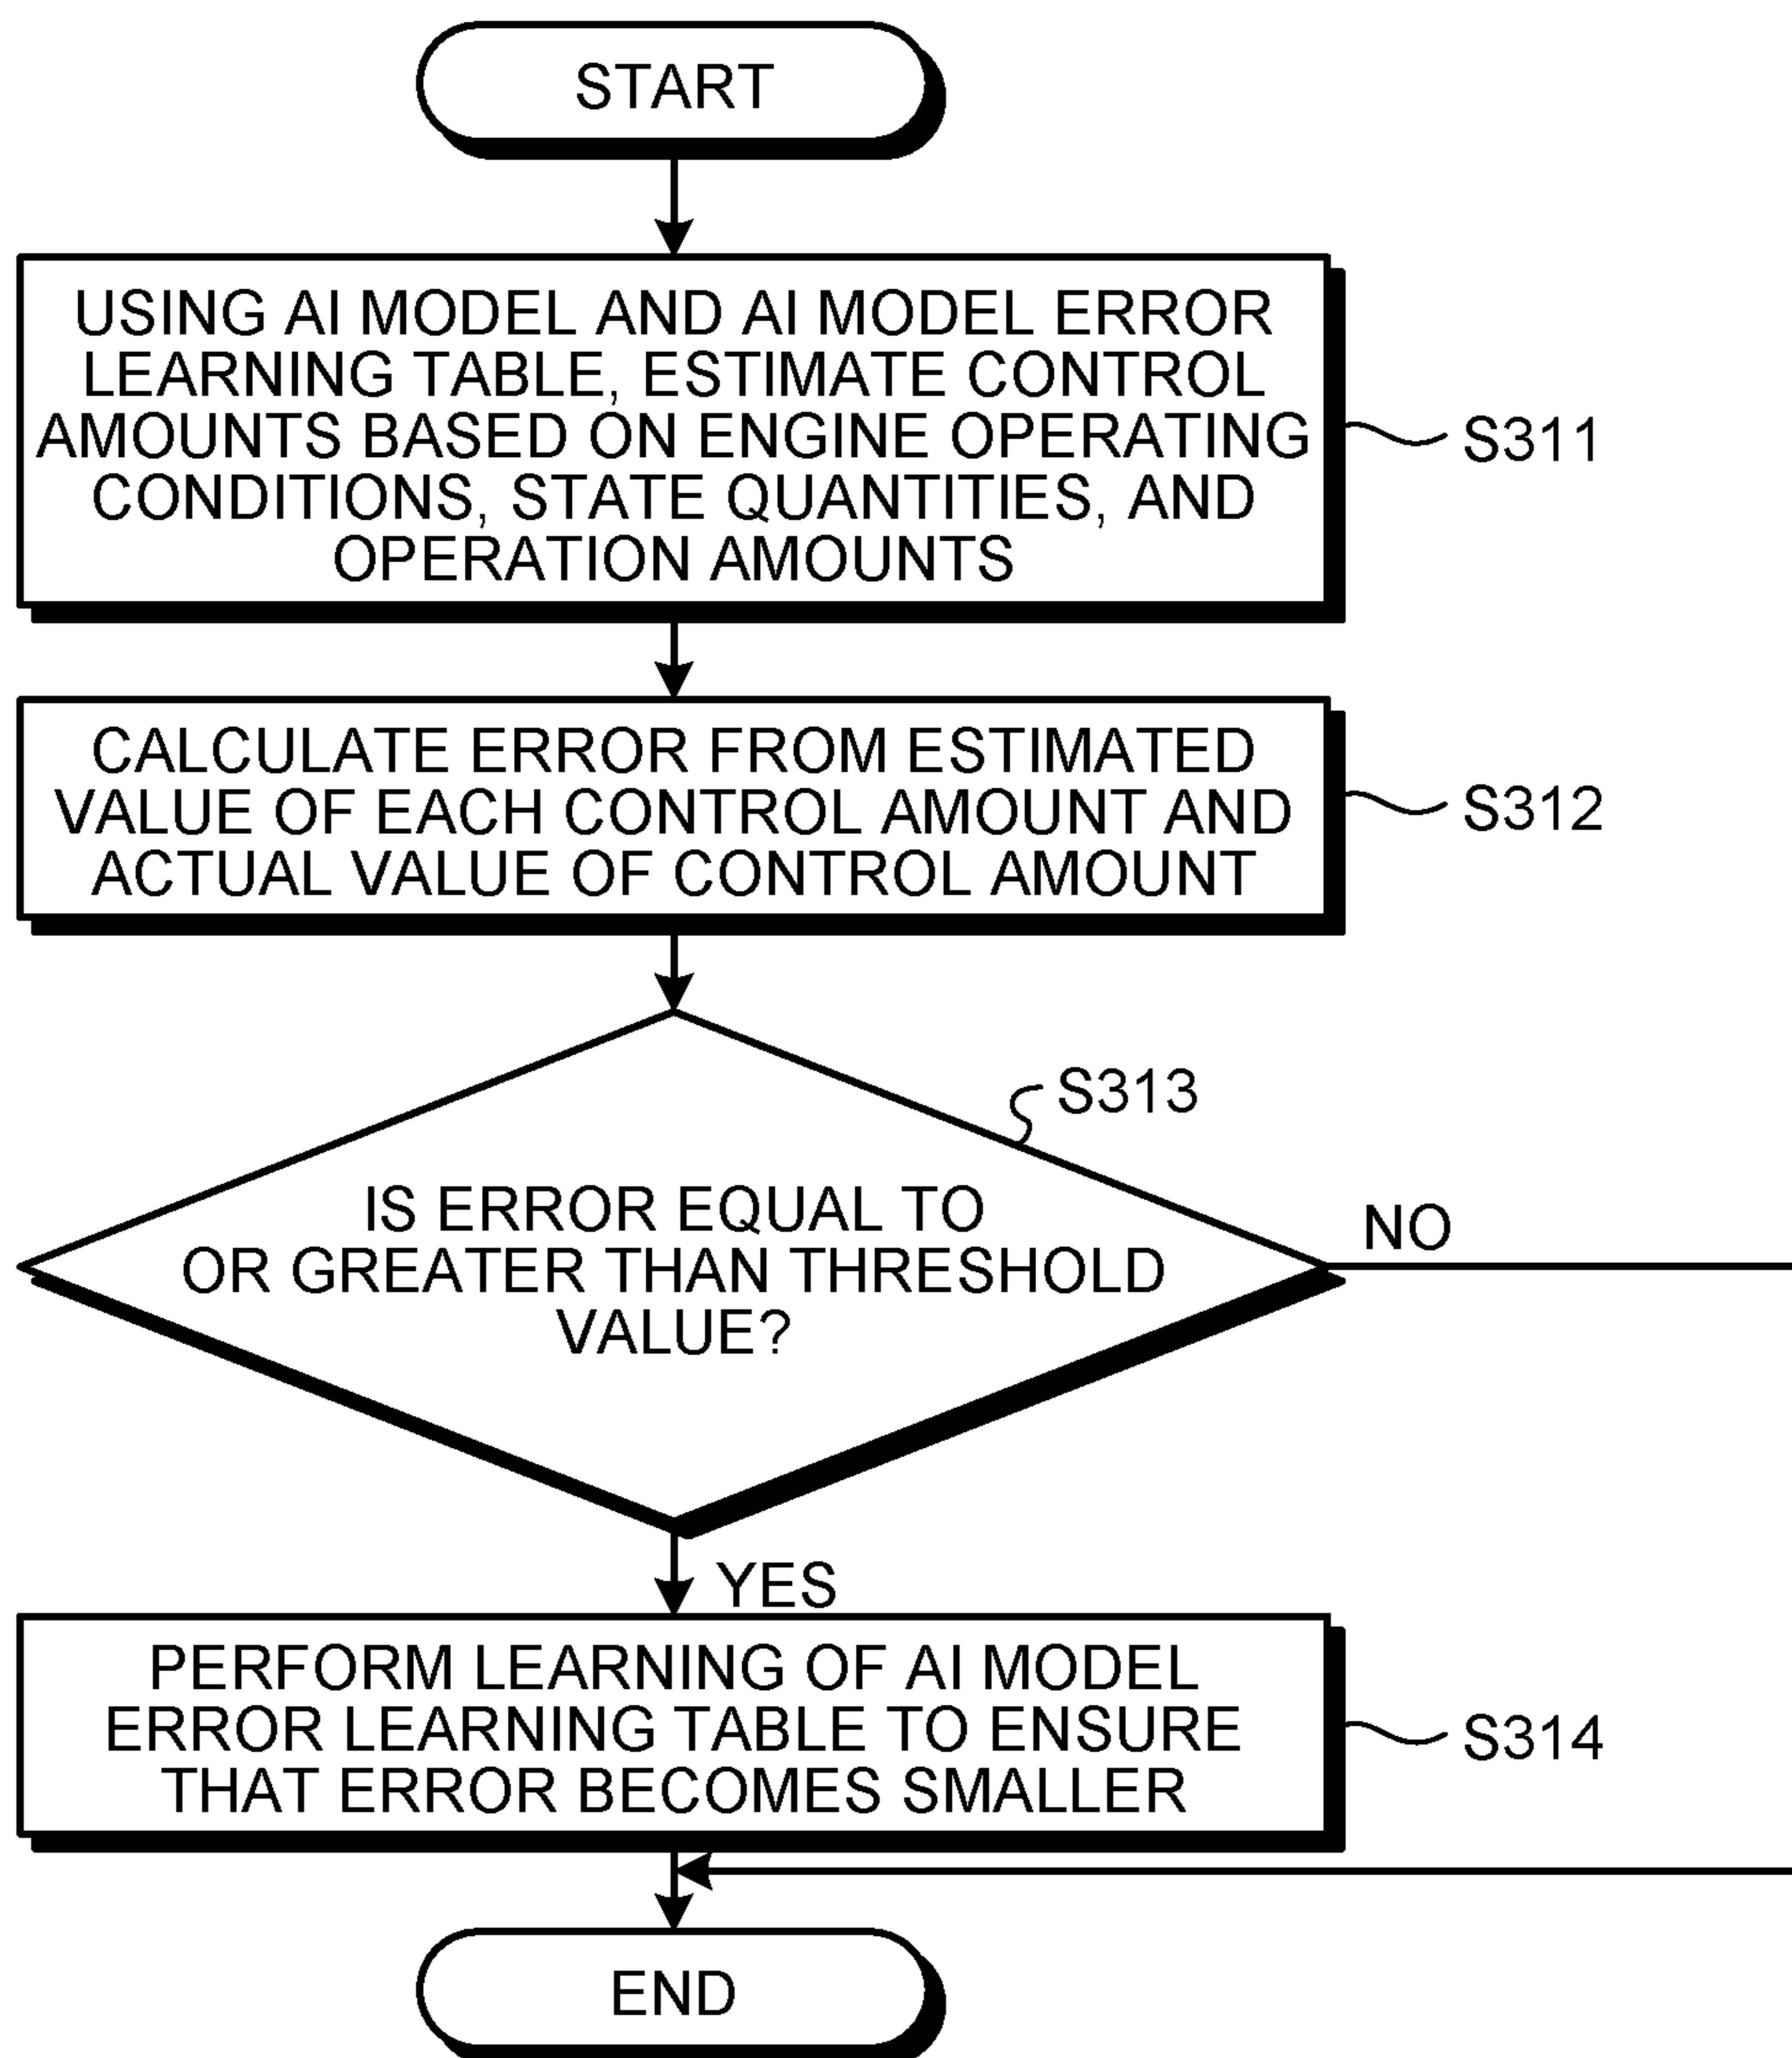 START
USING AI MODEL AND AI MODEL ERROR
LEARNING TABLE, ESTIMATE CONTROL
AMOUNTS BASED ON ENGINE OPERATING
CONDITIONS, STATE QUANTITIES, AND
OPERATION AMOUNTS
S311
CALCULATE ERROR FROM ESTIMATED
VALUE OF EACH CONTROL AMOUNT AND
ACTUAL VALUE OF CONTROL AMOUNT
S312
S313
IS ERROR EQUAL TO
OR GREATER THAN THRESHOLD
VALUE?
NO
YES
PERFORM LEARNING OF AI MODEL
ERROR LEARNING TABLE TO ENSURE
THAT ERROR BECOMES SMALLER
S314
END